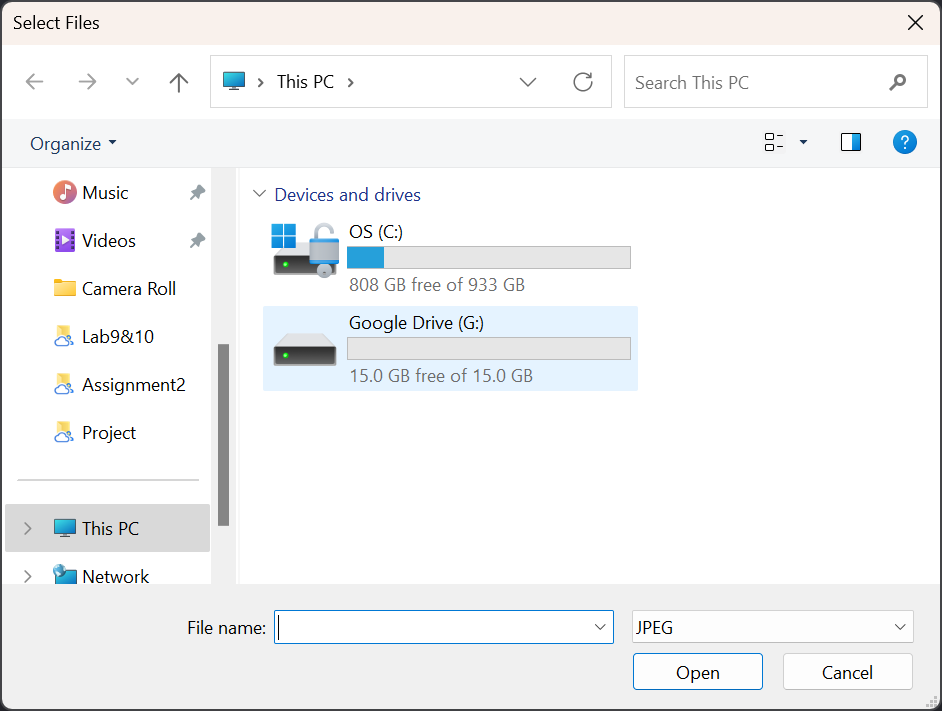 Select Files
This PC
Search This PC
Organize
?
Music
Videos
Camera Roll
Lab9&10
Assignment2
Project
This PC
Network
Devices and drives
OS (C:)
808 GB free of 933 GB
Google Drive (G:)
15.0 GB free of 15.0 GB
File name:
JPEG
Open
Cancel